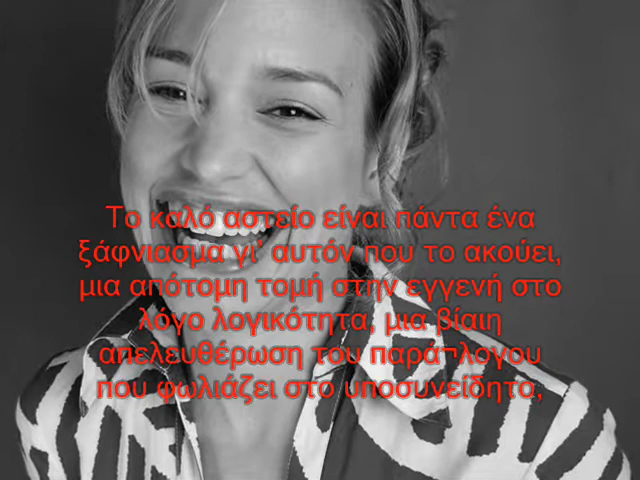 Το καλό αστείο είναι πάντα ένα
ξάφνιασμα γι΄ αυτόν που το ακούει,
μια απότομη τομή στην εγγενή στο
λόγο λογικότητα, μια βίαιη
απελευθέρωση του παρά¬λογου
που φωλιάζει στο υποσυνείδητο,